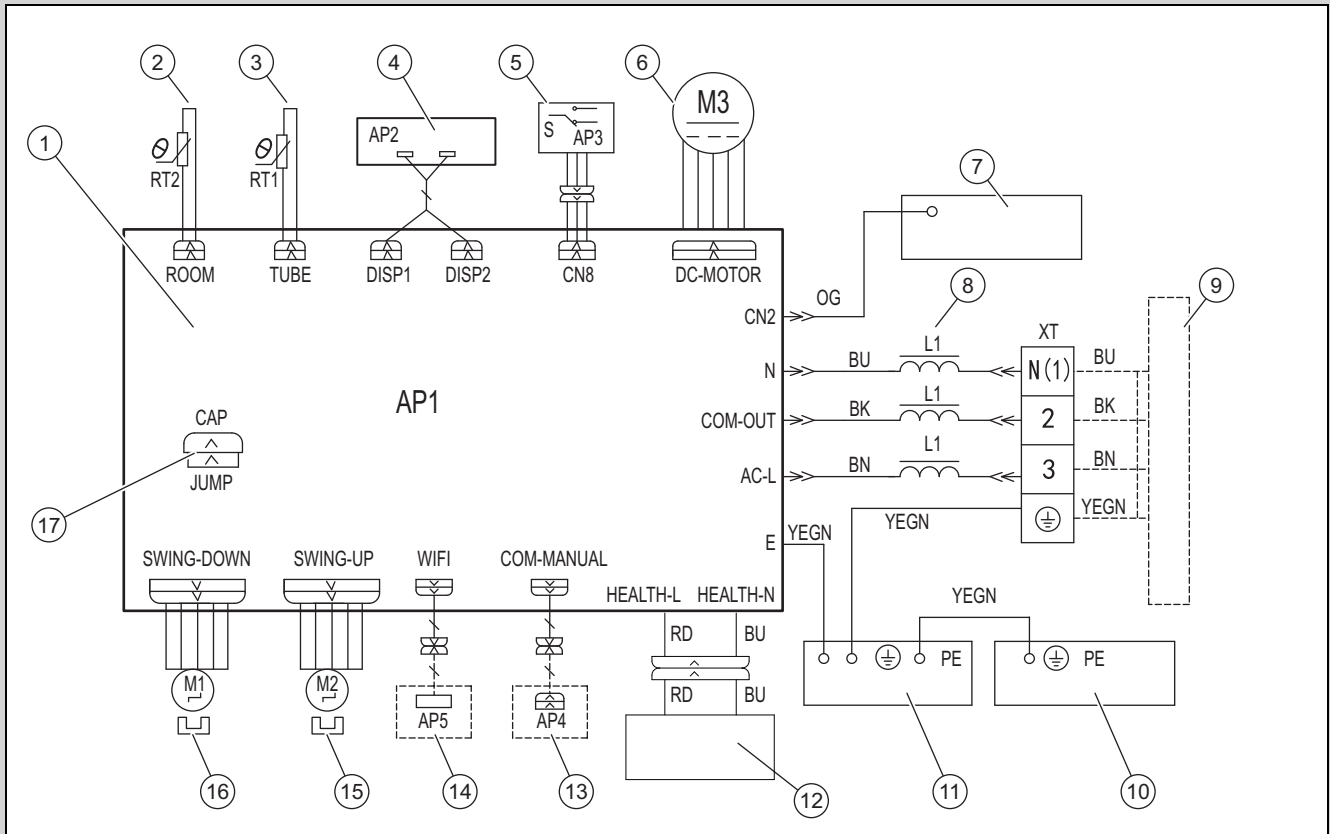 2
3
4
5
6
1
7
8
9
AP2
S
AP3
M3
RT2
RT1
ROOM
TUBE
DISP1
DISP2
CN8
DC-MOTOR
CN2
OG
XT
N
BU
L1
N(1)
BU
COM-OUT
BK
L1
2
BK
AC-L
BN
L1
3
BN
YEGN
YEGN
E
YEGN
AP1
CAP
JUMP
17
SWING-DOWN
SWING-UP
WIFI
COM-MANUAL
HEALTH-L
HEALTH-N
RD
BU
RD
BU
YEGN
PE
PE
M1
M2
AP5
AP4
16
15
14
13
12
11
10